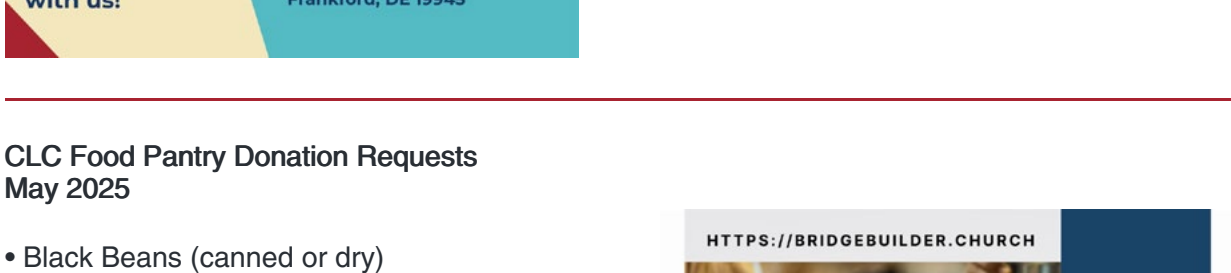 with us!
Frankford, DE 19945
CLC Food Pantry Donation Requests
May 2025
• Black Beans (canned or dry)
HTTPS://BRIDGEBUILDER.CHURCH